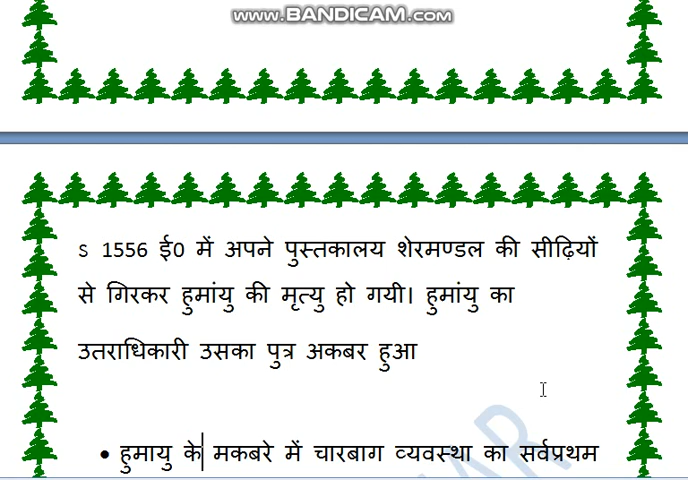 www.BANDICAM.com
S 1556 ई0 में अपने पुस्तकालय शेरमण्डल की सीढ़ियों
से गिरकर हुमांयु की मृत्यु हो गयी। हुमांयु का
उतराधिकारी उसका पुत्र अकबर हुआ
• हुमायु के मकबरे में चारबाग व्यवस्था का सर्वप्रथम